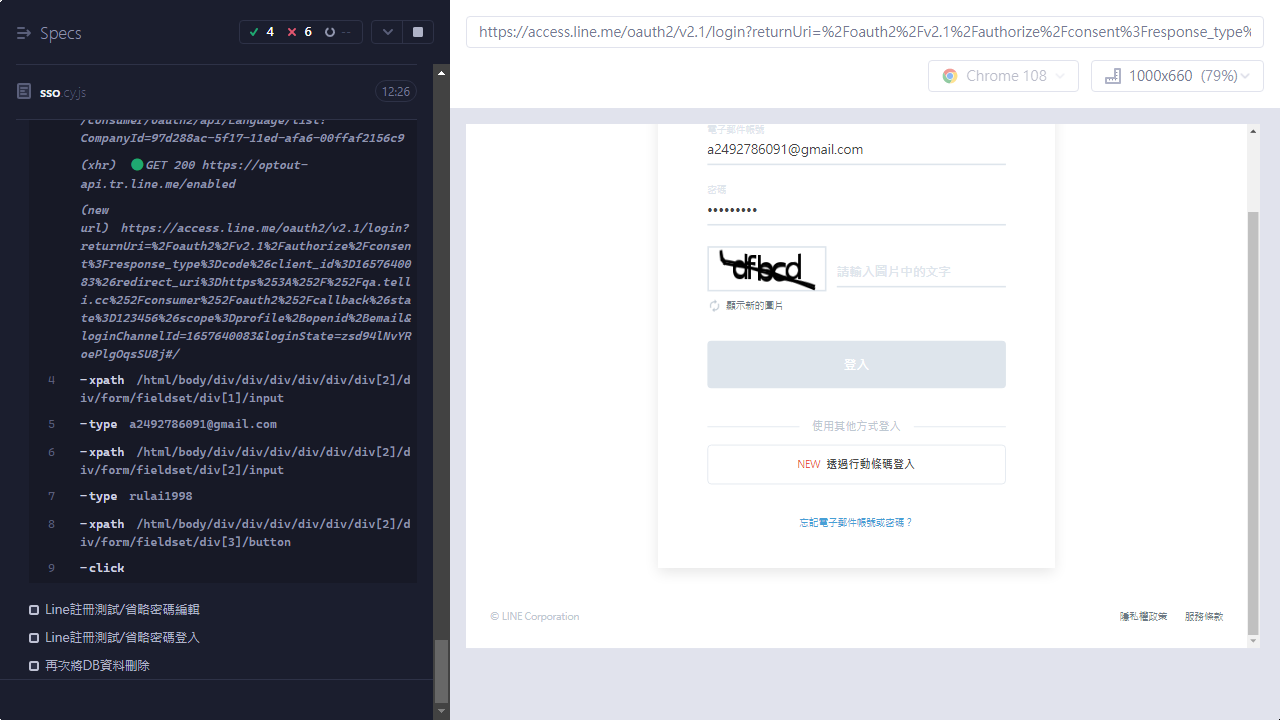 Specs
4
6
--
sso.cy.js
12:26
/consumer/oauth2/api/Language/list?
CompanyId=97d288ac-5f17-11ed-afa6-00ffaf2156c9
(xhr) GET 200 https://optout-
api.tr.line.me/enabled
(new
url) https://access.line.me/oauth2/v2.1/login?
returnUri=%2Foauth2%2Fv2.1%2Fauthorize%2Fconsen
t%3Fresponse_type%3Dcode%26client_id%3D16576400
83%26redirect_uri%3Dhttps%253A%252F%252Fqa.tell
i.cc%252Fconsumer%252Foauth2%252Fcallback%26sta
te%3D123456%26scope%3Dprofile%2Bopenid%2Bemail&
loginChannelId=1657640083&loginState=zsd94lNvYR
oePlgOqsSU8j#/
4 -xpath /html/body/div/div/div/div/div/div[2]/d
iv/form/fieldset/div[1]/input
5 -type a2492786091@gmail.com
6 -xpath /html/body/div/div/div/div/div/div[2]/d
iv/form/fieldset/div[2]/input
7 -type rulai1998
8 -xpath /html/body/div/div/div/div/div/div[2]/d
iv/form/fieldset/div[3]/button
9 -click
Line註冊測試/省略密碼編輯
Line註冊測試/省略密碼登入
再次將DB資料刪除
https://access.line.me/oauth2/v2.1/login?returnUri=%2Foauth2%2Fv2.1%2Fauthorize%2Fconsent%3Fresponse_type%
Chrome 108
1000x660 (79%)
電子郵件帳號
a2492786091@gmail.com
密碼
•••••••••
請輸入圖片中的文字
顯示新的圖片
登入
使用其他方式登入
NEW 透過行動條碼登入
忘記電子郵件帳號或密碼？
© LINE Corporation
隱私權政策 服務條款